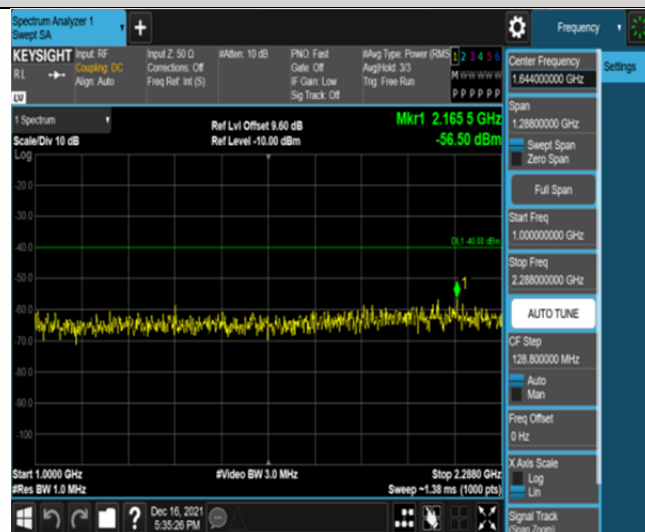 Spectrum Analyzer 1
Swept SA
+
Frequency
KEYSIGHT
RL
Input: RF
Coupling: DC
Align: Auto
Input Z: 50 Ω
Corrections: Off
Freq Ref: Int (S)
#Atten: 10 dB
PNO: Fast
Gate: Off
IF Gain: Low
Sig Track: Off
#Avg Type: Power (RMS
Avg|Hold: 3/3
Trig: Free Run
1 2 3 4 5 6
M W W W W W
P P P P P P
LXI
1 Spectrum
Scale/Div 10 dB
Ref Lvl Offset 9.60 dB
Ref Level -10.00 dBm
Mkr1 2.165 5 GHz
-56.50 dBm
Log
-20.0
-30.0
-40.0
DL1 -40.00 dBm
-50.0
1
-60.0
-70.0
-80.0
-90.0
-100
Start 1.0000 GHz
#Video BW 3.0 MHz
Stop 2.2880 GHz
#Res BW 1.0 MHz
Sweep ~1.38 ms (1000 pts)
Dec 16, 2021
5:35:26 PM
?
Center Frequency
1.644000000 GHz
Settings
Span
1.28800000 GHz
Swept Span
Zero Span
Full Span
Start Freq
1.000000000 GHz
Stop Freq
2.288000000 GHz
AUTO TUNE
CF Step
128.800000 MHz
Auto
Man
Freq Offset
0 Hz
X Axis Scale
Log
Lin
Signal Track
(Span Zoom)